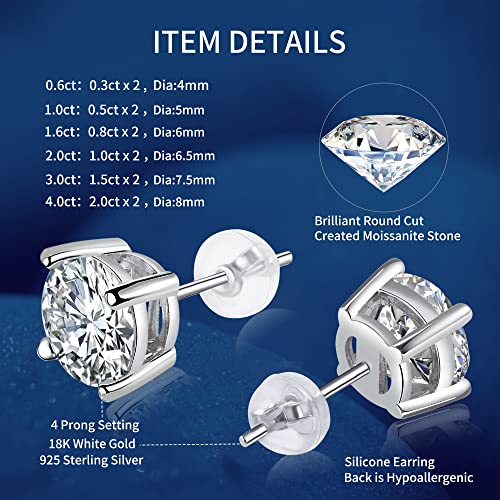 ITEM DETAILS
0.6ct: 0.3ct x 2 , Dia:4mm
1.0ct: 0.5ct x 2 , Dia:5mm
1.6ct: 0.8ct x 2 , Dia:6mm
2.0ct: 1.0ct x 2 , Dia:6.5mm
3.0ct: 1.5ct x 2 , Dia:7.5mm
4.0ct: 2.0ct x 2 , Dia:8mm
Brilliant Round Cut
Created Moissanite Stone
4 Prong Setting
18K White Gold
925 Sterling Silver
Silicone Earring
Back is Hypoallergenic